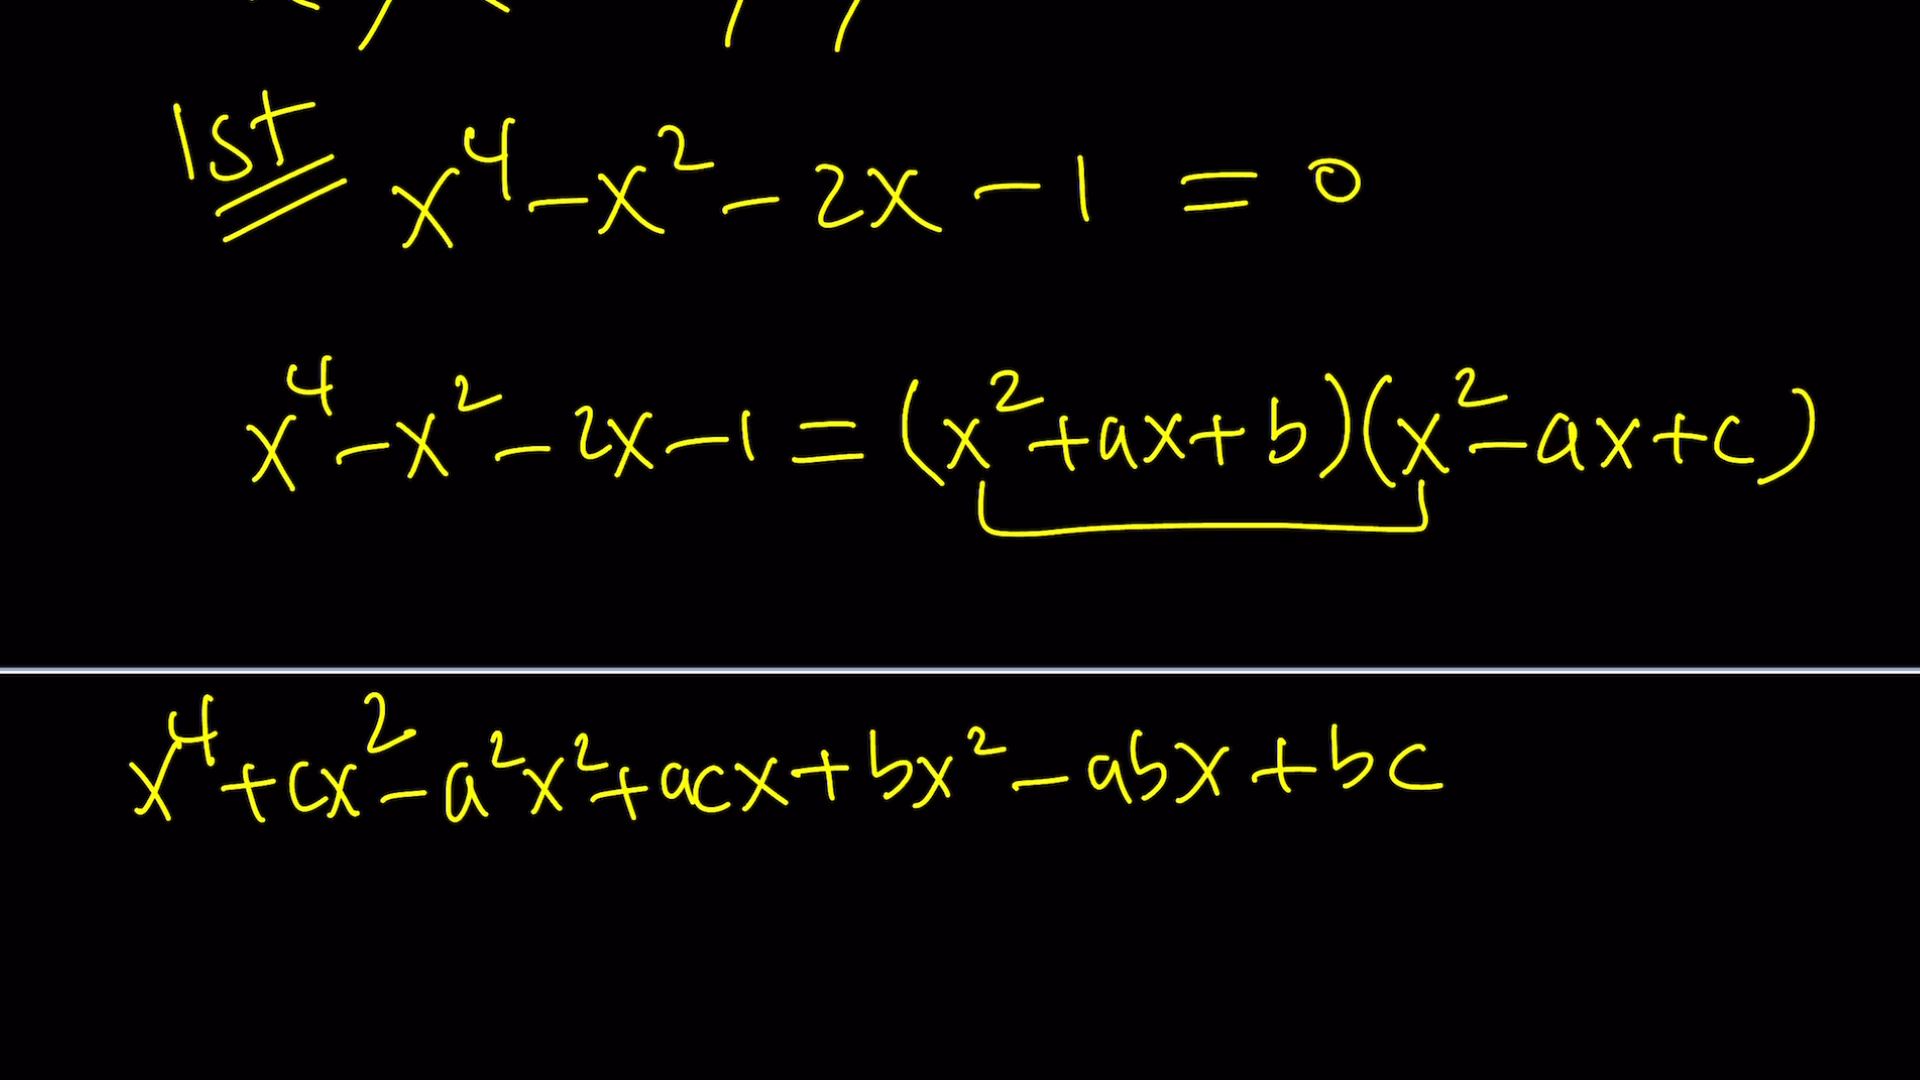 1st x⁴-x²-2x-1 = 0
x⁴-x²-2x-1 = (x²+ax+b)(x²-ax+c)
x⁴+cx²-a²x²+acx+bx²-abx+bc